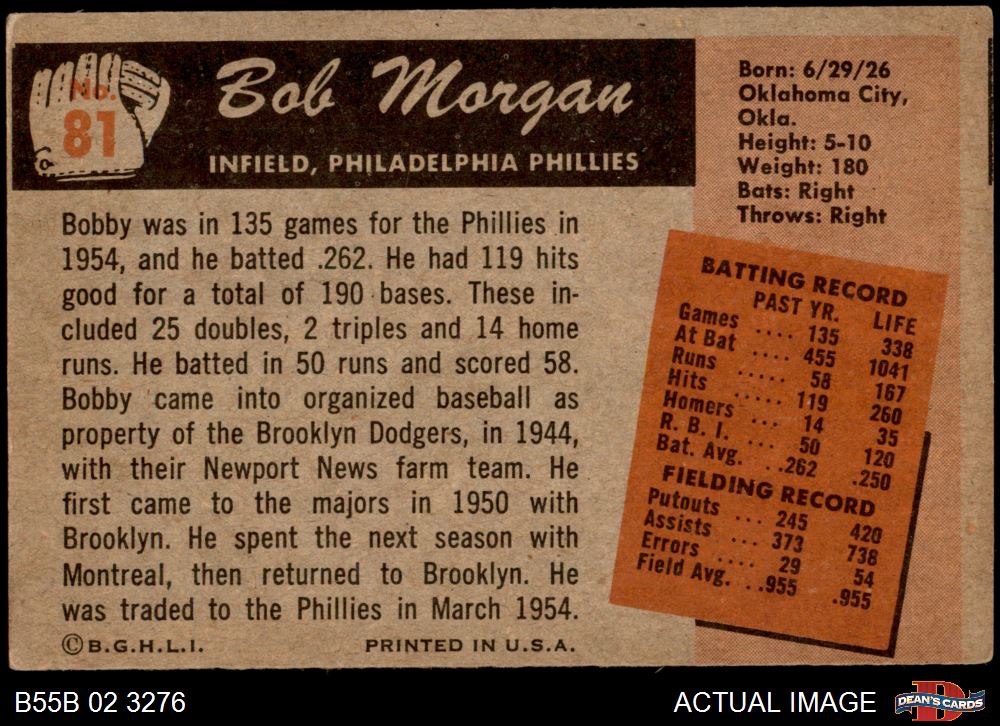 No.
81
Bob Morgan
INFIELD, PHILADELPHIA PHILLIES
Born: 6/29/26
Oklahoma City,
Okla.
Height: 5-10
Weight: 180
Bats: Right
Throws: Right
Bobby was in 135 games for the Phillies in
1954, and he batted .262. He had 119 hits
good for a total of 190 bases. These in-
cluded 25 doubles, 2 triples and 14 home
runs. He batted in 50 runs and scored 58.
Bobby came into organized baseball as
property of the Brooklyn Dodgers, in 1944,
with their Newport News farm team. He
first came to the majors in 1950 with
Brooklyn. He spent the next season with
Montreal, then returned to Brooklyn. He
was traded to the Phillies in March 1954.
©B.G.H.L.I. PRINTED IN U.S.A.
BATTING RECORD
PAST YR. LIFE
Games .... 135 338
At Bat .... 455 1041
Runs ..... 58 167
Hits ..... 119 260
Homers ... 14 35
R. B. I. ... 50 120
Bat. Avg. ..262 .250
FIELDING RECORD
Putouts ... 245 420
Assists ... 373 738
Errors .... 29 54
Field Avg. ..955 .955
B55B 02 3276
ACTUAL IMAGE
D
DEAN'S CARDS